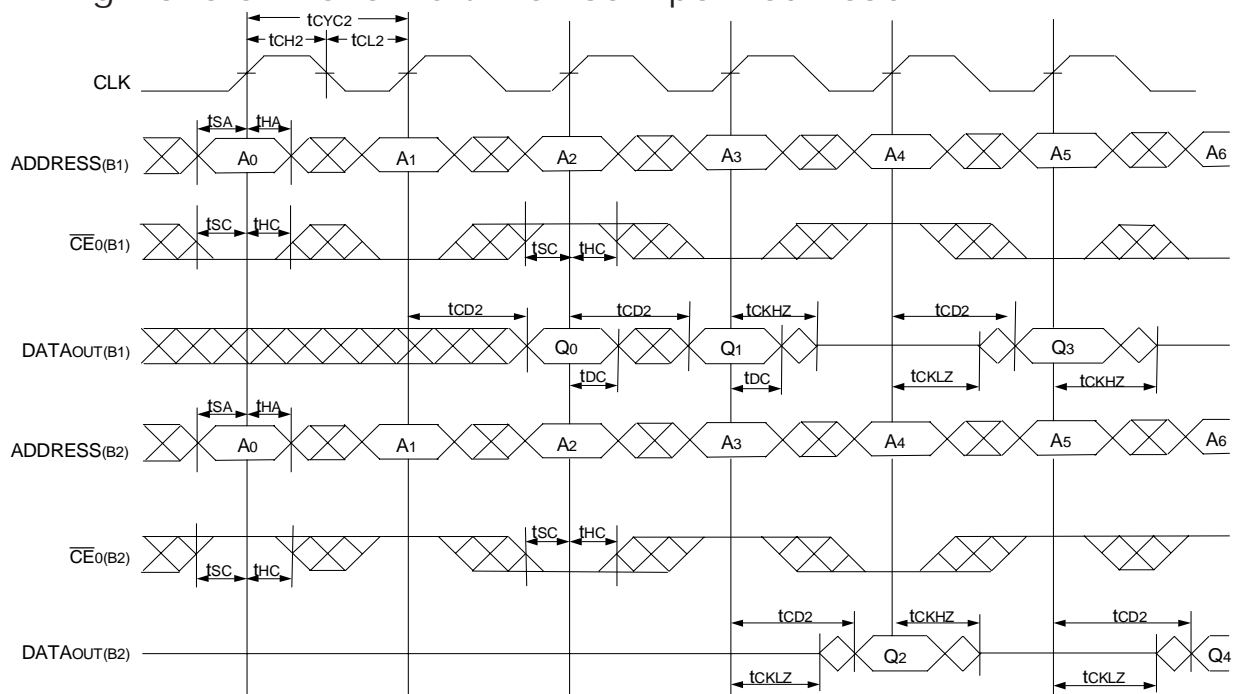 tCYC2
tCH2 tCL2
CLK
tSA tHA
ADDRESS(B1) A0 A1 A2 A3 A4 A5 A6
tSC tHC
CE0(B1) tSC tHC
tCD2 tCD2 tCKHZ tCD2
DATAOUT(B1) Q0 Q1 Q3
tDC tDC tCKLZ tCKHZ
tSA tHA
ADDRESS(B2) A0 A1 A2 A3 A4 A5 A6
tSC tHC
CE0(B2)
tSC tHC
tCD2 tCKHZ tCD2
DATAOUT(B2) Q2 Q4
tCKLZ tCKLZ